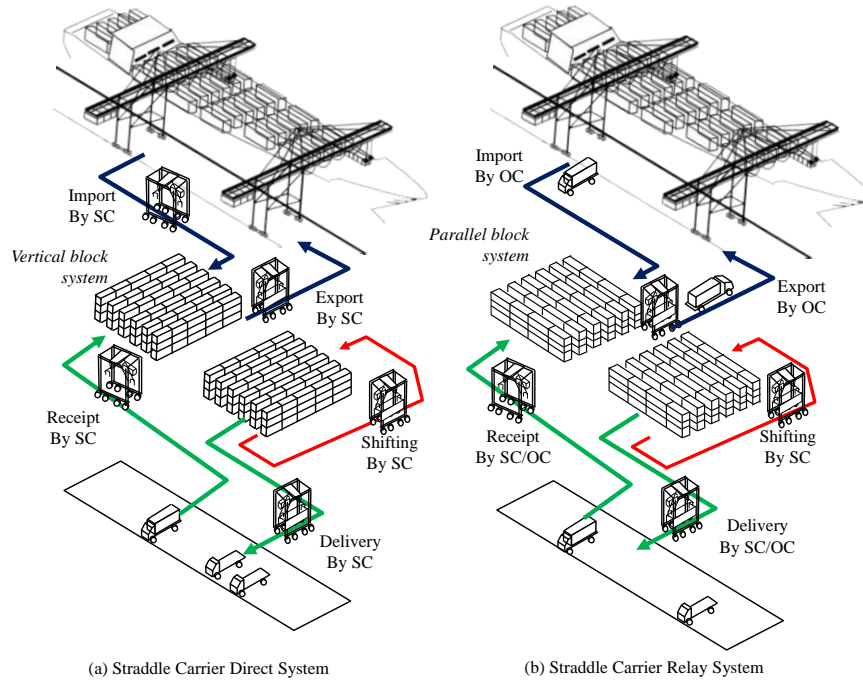 Import
By SC
Vertical block
system
Export
By SC
Receipt
By SC
Shifting
By SC
Delivery
By SC
(a) Straddle Carrier Direct System
Import
By OC
Parallel block
system
Export
By OC
Receipt
By SC/OC
Shifting
By SC
Delivery
By SC/OC
(b) Straddle Carrier Relay System